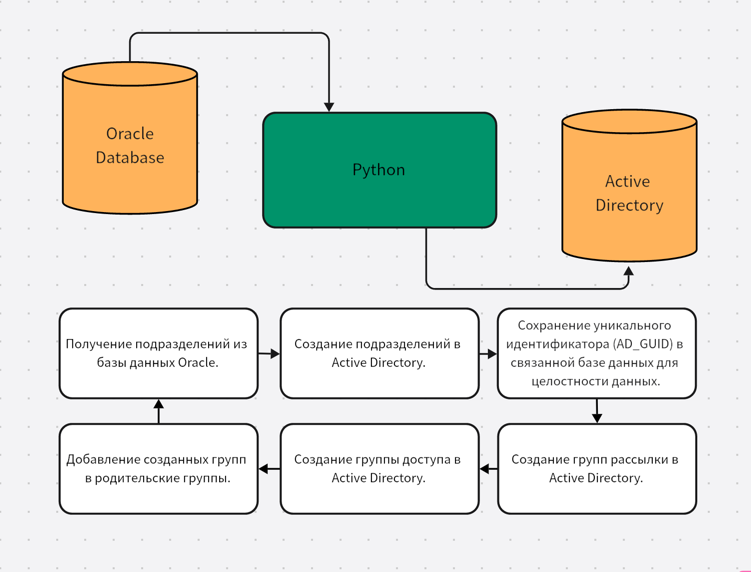 Oracle
Database
Python
Active
Directory
Получение подразделений из
базы данных Oracle.
Создание подразделений в
Active Directory.
Сохранение уникального
идентификатора (AD_GUID) в
связанной базе данных для
целостности данных.
Добавление созданных групп
в родительские группы.
Создание группы доступа в
Active Directory.
Создание групп рассылки в
Active Directory.